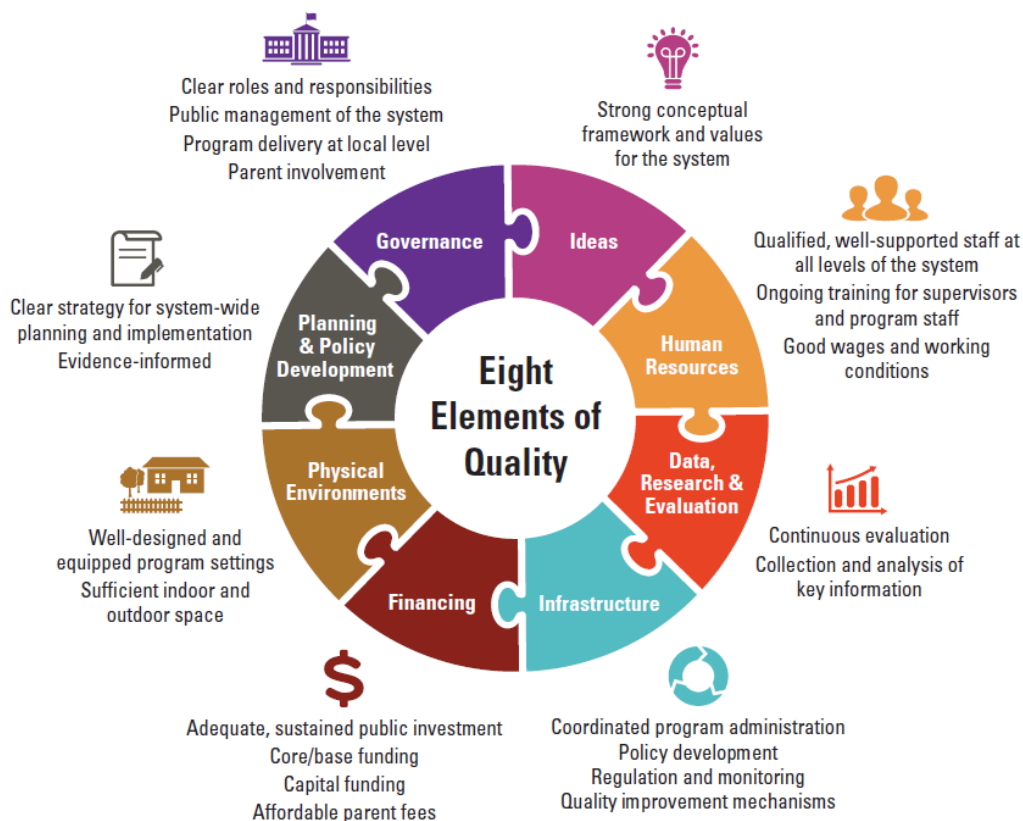 Clear roles and responsibilities
Public management of the system
Program delivery at local level
Parent involvement
Strong conceptual
framework and values
for the system
Governance
Ideas
Qualified, well-supported staff at
all levels of the system
Ongoing training for supervisors
and program staff
Good wages and working
conditions
Clear strategy for system-wide
planning and implementation
Evidence-informed
Planning
& Policy
Development
Human
Resources
Eight
Elements of
Quality
Physical
Environments
Data,
Research &
Evaluation
Well-designed and
equipped program settings
Sufficient indoor and
outdoor space
Continuous evaluation
Collection and analysis of
key information
Financing
Infrastructure
$
Adequate, sustained public investment
Core/base funding
Capital funding
Affordable parent fees
Coordinated program administration
Policy development
Regulation and monitoring
Quality improvement mechanisms